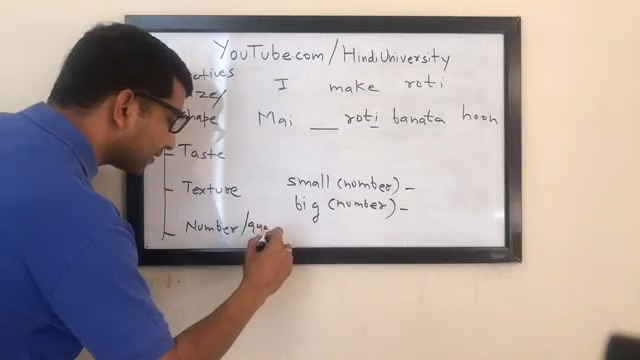 YouTube.com/HindiUniversity
I make roti
Mai ___ roti banata hoon
Taste
Texture
small (number) -
big (number) -
Number/